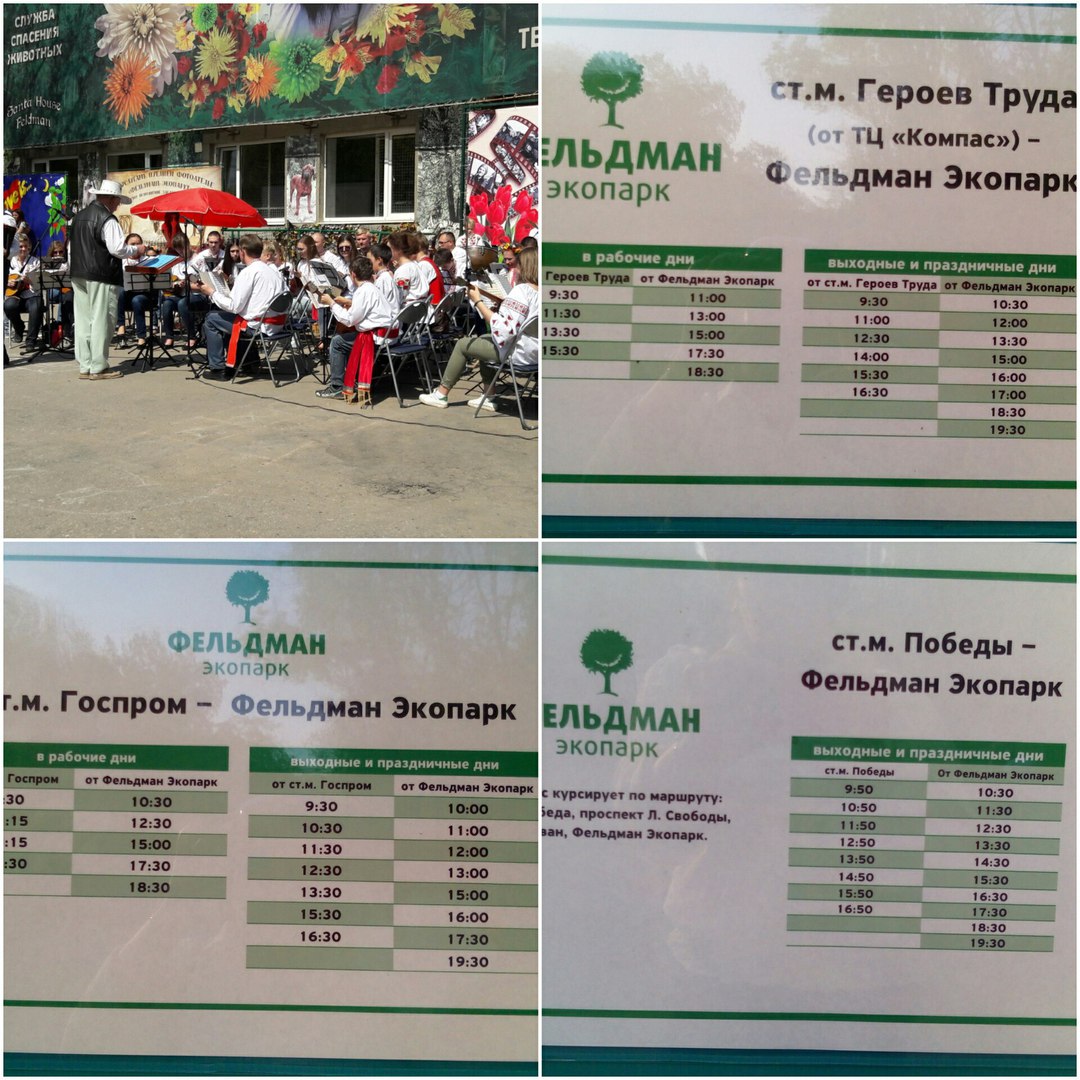 СЛУЖБА
СПАСЕНИЯ
ЖИВОТНЫХ
Santa House
Feldman
ТЕ
ЕЛЬДМАН
экопарк
ст.м. Героев Труда
(от ТЦ «Компас») –
Фельдман Экопарк
в рабочие дни
Героев Труда от Фельдман Экопарк
9:30 11:00
11:30 13:00
13:30 15:00
15:30 17:30
18:30
выходные и праздничные дни
от ст.м. Героев Труда от Фельдман Экопарк
9:30 10:30
11:00 12:00
12:30 13:30
14:00 15:00
15:30 16:00
16:30 17:00
18:30
19:30
ФЕЛЬДМАН
экопарк
т.м. Госпром – Фельдман Экопарк
в рабочие дни
Госпром от Фельдман Экопарк
:30 10:30
:15 12:30
:15 15:00
:30 17:30
18:30
выходные и праздничные дни
от ст.м. Госпром от Фельдман Экопарк
9:30 10:00
10:30 11:00
11:30 12:00
12:30 13:00
13:30 15:00
15:30 16:00
16:30 17:30
19:30
ЕЛЬДМАН
экопарк
ст.м. Победы –
Фельдман Экопарк
с курсирует по маршруту:
беда, проспект Л. Свободы,
ван, Фельдман Экопарк.
выходные и праздничные дни
ст.м. Победы От Фельдман Экопарк
9:50 10:30
10:50 11:30
11:50 12:30
12:50 13:30
13:50 14:30
14:50 15:30
15:50 16:30
16:50 17:30
18:30
19:30